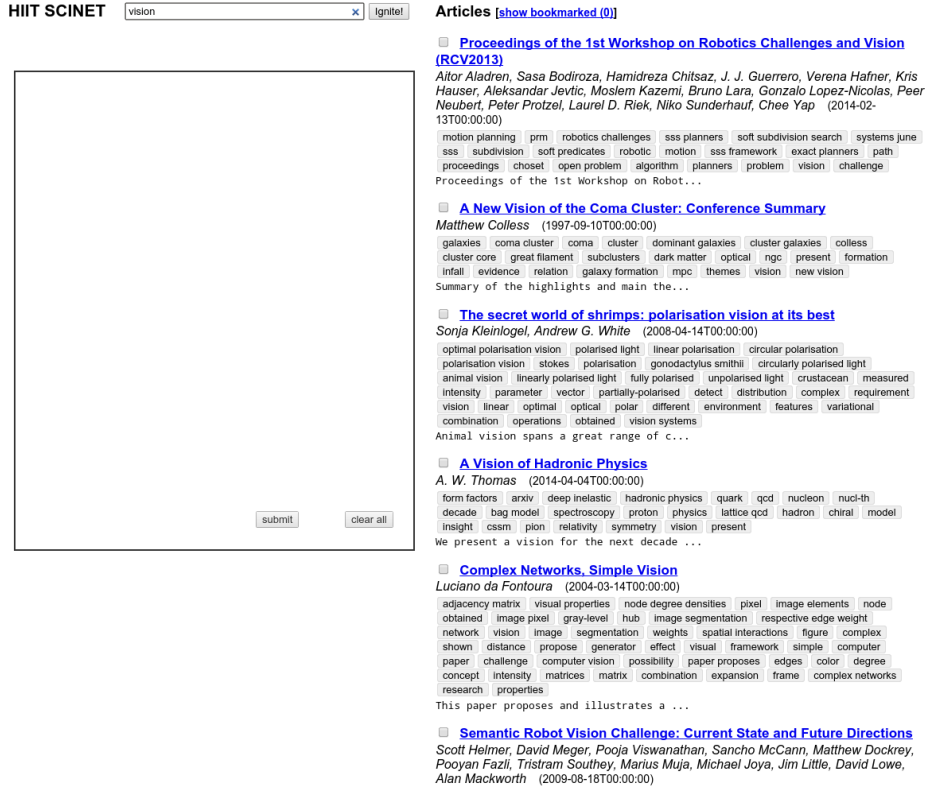 HIIT SCINET
vision × Ignite!
submit clear all
Articles [show bookmarked (0)]
Proceedings of the 1st Workshop on Robotics Challenges and Vision
(RCV2013)
Aitor Aladren, Sasa Bodiroza, Hamidreza Chitsaz, J. J. Guerrero, Verena Hafner, Kris
Hauser, Aleksandar Jevtic, Moslem Kazemi, Bruno Lara, Gonzalo Lopez-Nicolas, Peer
Neubert, Peter Protzel, Laurel D. Riek, Niko Sunderhauf, Chee Yap (2014-02-
13T00:00:00)
motion planning prm robotics challenges sss planners soft subdivision search systems june
sss subdivision soft predicates robotic motion sss framework exact planners path
proceedings choset open problem algorithm planners problem vision challenge
Proceedings of the 1st Workshop on Robot...
A New Vision of the Coma Cluster: Conference Summary
Matthew Colless (1997-09-10T00:00:00)
galaxies coma cluster coma cluster dominant galaxies cluster galaxies colless
cluster core great filament subclusters dark matter optical ngc present formation
infall evidence relation galaxy formation mpc themes vision new vision
Summary of the highlights and main the...
The secret world of shrimps: polarisation vision at its best
Sonja Kleinlogel, Andrew G. White (2008-04-14T00:00:00)
optimal polarisation vision polarised light linear polarisation circular polarisation
polarisation vision stokes polarisation gonodactylus smithii circularly polarised light
animal vision linearly polarised light fully polarised unpolarised light crustacean measured
intensity parameter vector partially-polarised detect distribution complex requirement
vision linear optimal optical polar different environment features variational
combination operations obtained vision systems
Animal vision spans a great range of c...
A Vision of Hadronic Physics
A. W. Thomas (2014-04-04T00:00:00)
form factors arxiv deep inelastic hadronic physics quark qcd nucleon nucl-th
decade bag model spectroscopy proton physics lattice qcd hadron chiral model
insight cssm pion relativity symmetry vision present
We present a vision for the next decade ...
Complex Networks, Simple Vision
Luciano da Fontoura (2004-03-14T00:00:00)
adjacency matrix visual properties node degree densities pixel image elements node
obtained image pixel gray-level hub image segmentation respective edge weight
network vision image segmentation weights spatial interactions figure complex
shown distance propose generator effect visual framework simple computer
paper challenge computer vision possibility paper proposes edges color degree
concept intensity matrices matrix combination expansion frame complex networks
research properties
This paper proposes and illustrates a ...
Semantic Robot Vision Challenge: Current State and Future Directions
Scott Helmer, David Meger, Pooja Viswanathan, Sancho McCann, Matthew Dockrey,
Pooyan Fazli, Tristram Southey, Marius Muja, Michael Joya, Jim Little, David Lowe,
Alan Mackworth (2009-08-18T00:00:00)